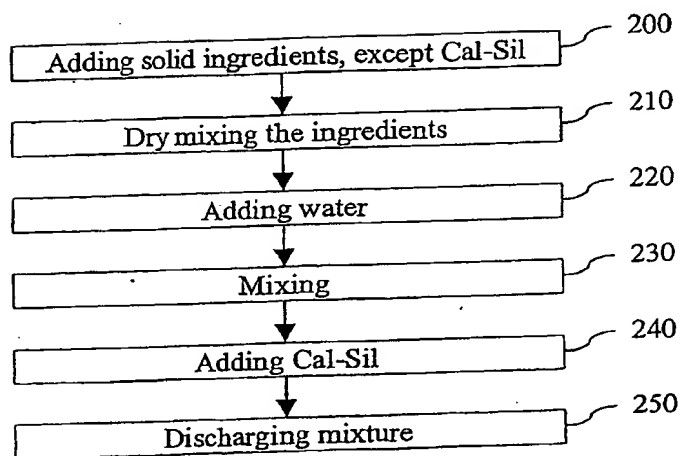 200
Adding solid ingredients, except Cal-Sil
210
Dry mixing the ingredients
220
Adding water
230
Mixing
240
Adding Cal-Sil
250
Discharging mixture